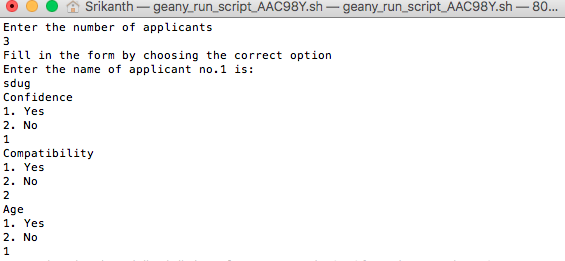 Srikanth — geany_run_script_AAC98Y.sh — geany_run_script_AAC98Y.sh — 80...
Enter the number of applicants
3
Fill in the form by choosing the correct option
Enter the name of applicant no.1 is:
sdug
Confidence
1. Yes
2. No
1
Compatibility
1. Yes
2. No
2
Age
1. Yes
2. No
1